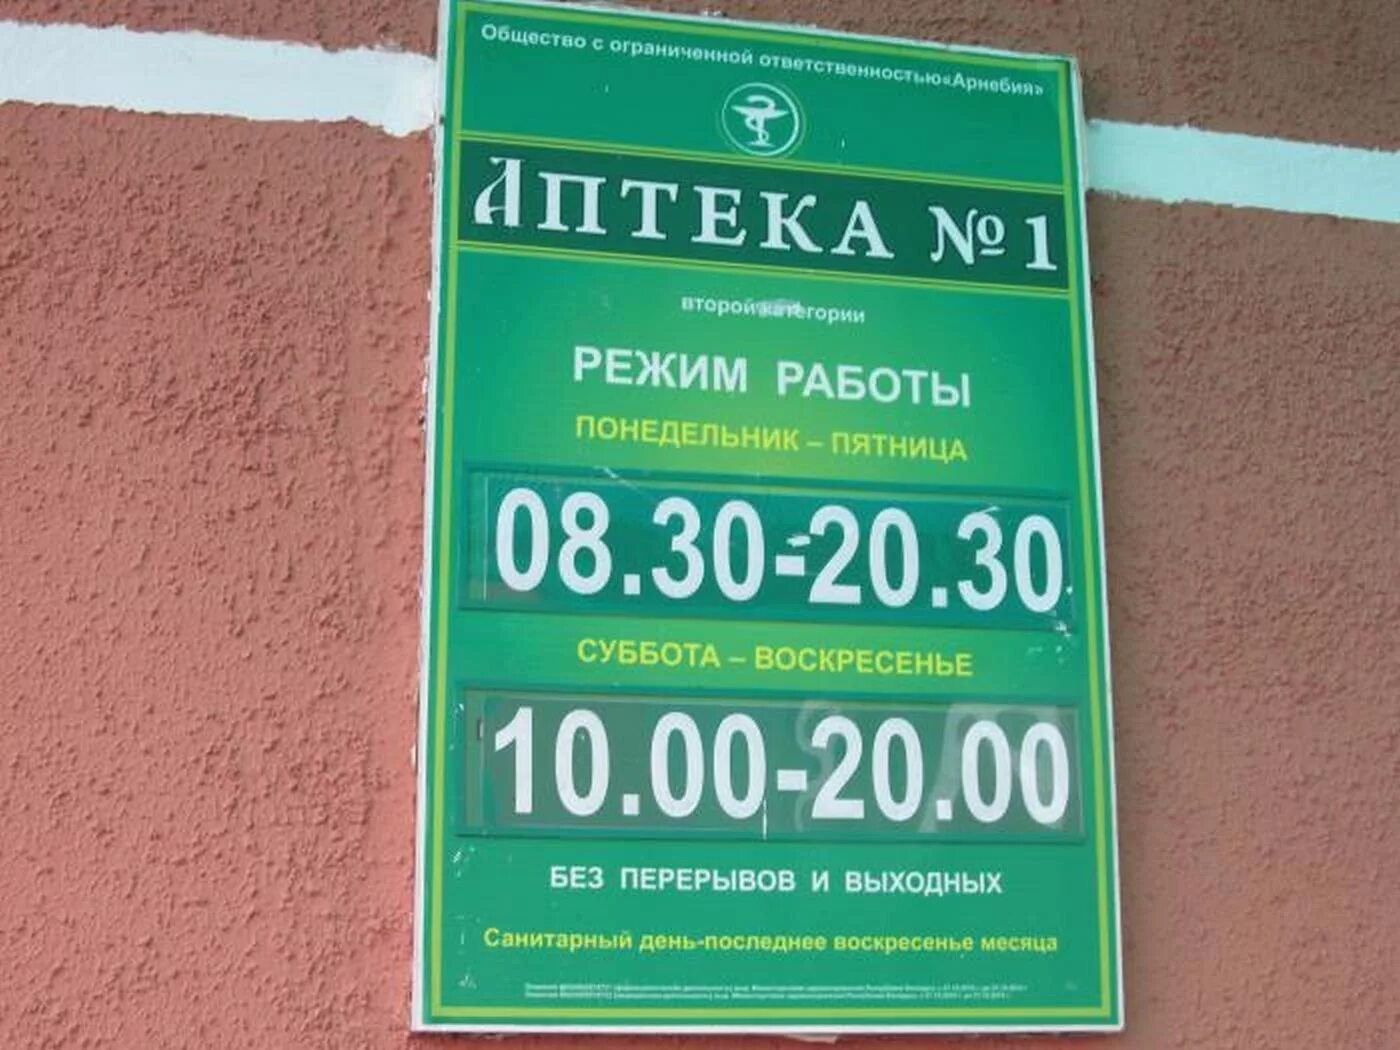 Общество с ограниченной ответственностью«Арнебия»
АПТЕКА №1
второй категории
РЕЖИМ РАБОТЫ
ПОНЕДЕЛЬНИК – ПЯТНИЦА
08.30-20.30
СУББОТА – ВОСКРЕСЕНЬЕ
10.00-20.00
БЕЗ ПЕРЕРЫВОВ И ВЫХОДНЫХ
Санитарный день-последнее воскресенье месяца